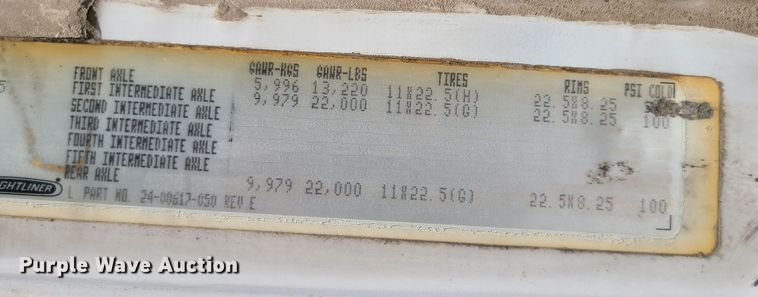 GAWR-KGS GAWR-LBS TIRES RIMS PSI COLD
FRONT AXLE 5,996 13,220 11X22.5(H) 22.5X8.25
FIRST INTERMEDIATE AXLE 9,979 22,000 11X22.5(G) 22.5X8.25 100
SECOND INTERMEDIATE AXLE
THIRD INTERMEDIATE AXLE
FOURTH INTERMEDIATE AXLE
FIFTH INTERMEDIATE AXLE
REAR AXLE 9,979 22,000 11X22.5(G) 22.5X8.25 100
L PART NO. 24-00617-050 REV E
Purple Wave Auction